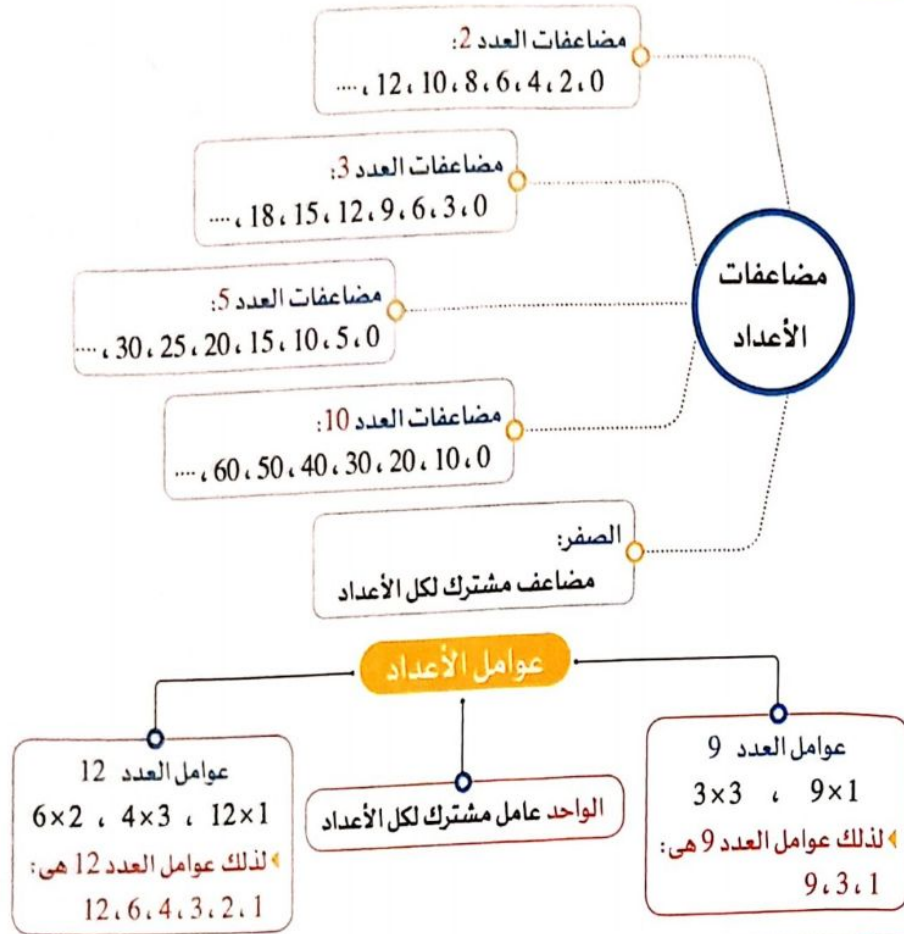 مضاعفات العدد 2:
0، 2، 4، 6، 8، 10، 12، ....
مضاعفات العدد 3:
0، 3، 6، 9، 12، 15، 18، ....
مضاعفات
الأعداد
مضاعفات العدد 5:
0، 5، 10، 15، 20، 25، 30، ....
مضاعفات العدد 10:
0، 10، 20، 30، 40، 50، 60، ....
الصفر:
مضاعف مشترك لكل الأعداد
عوامل الأعداد
عوامل العدد 9
1×9 ، 3×3
لذلك عوامل العدد 9 هى:
1، 3، 9
الواحد عامل مشترك لكل الأعداد
عوامل العدد 12
1×12 ، 3×4 ، 2×6
لذلك عوامل العدد 12 هى:
1، 2، 3، 4، 6، 12